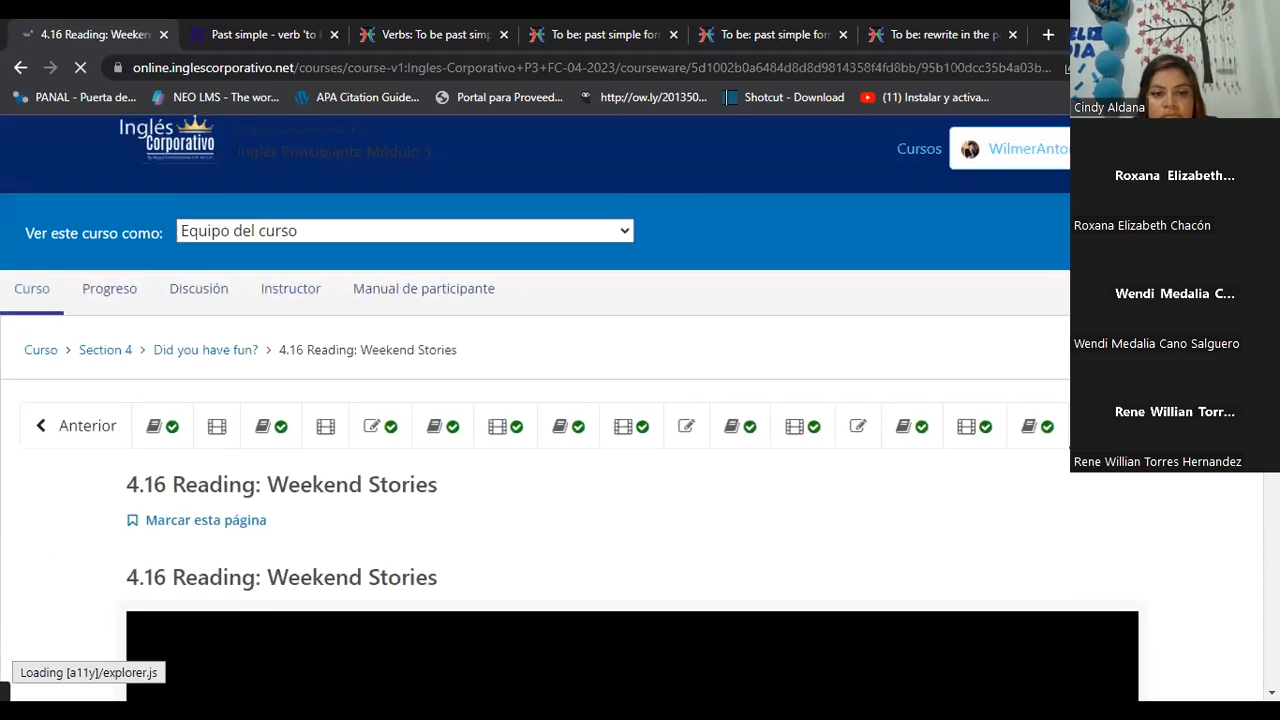 4.16 Reading: Weeken
Past simple - verb 'to
Verbs: To be past sim
To be: past simple for
To be: past simple for
To be: rewrite in the p
online.inglescorporativo.net/courses/course-v1:Ingles-Corporativo+P3+FC-04-2023/courseware/5d1002b0a6484d8d8f9814358f4fd8bb/95b100dcc35b4a03b...
PANAL - Puerta de...
NEO LMS - The wor...
APA Citation Guide...
Curso para Proveed...
http://ow.ly/201350...
Shotcut - Download
(11) Instalar y activa...
Inglés
Corporativo
Inglés Principiante Módulo 3
Cursos
WilmerAnto
Ver este curso como:
Equipo del curso
Curso
Progreso
Discusión
Instructor
Manual de participante
Curso > Section 4 > Did you have fun? > 4.16 Reading: Weekend Stories
Anterior
4.16 Reading: Weekend Stories
Marcar esta página
4.16 Reading: Weekend Stories
Loading [a11y]/explorer.js
Cindy Aldana
Roxana Elizabeth...
Roxana Elizabeth Chacón
Wendi Medalia C...
Wendi Medalia Cano Salguero
Rene Willian Torr...
Rene Willian Torres Hernandez